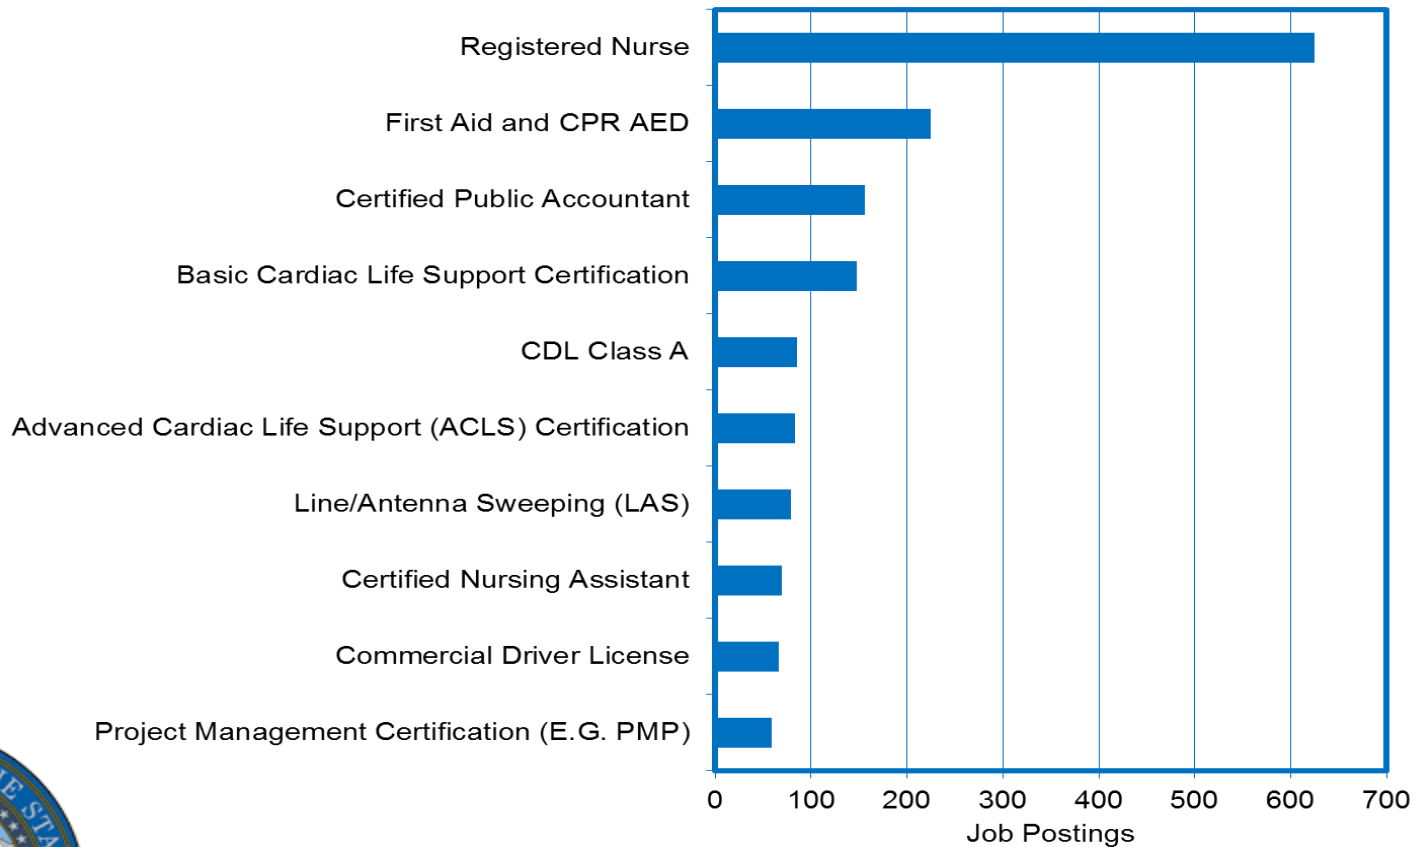 Registered Nurse
First Aid and CPR AED
Certified Public Accountant
Basic Cardiac Life Support Certification
CDL Class A
Advanced Cardiac Life Support (ACLS) Certification
Line/Antenna Sweeping (LAS)
Certified Nursing Assistant
Commercial Driver License
Project Management Certification (E.G. PMP)
0 100 200 300 400 500 600 700
Job Postings